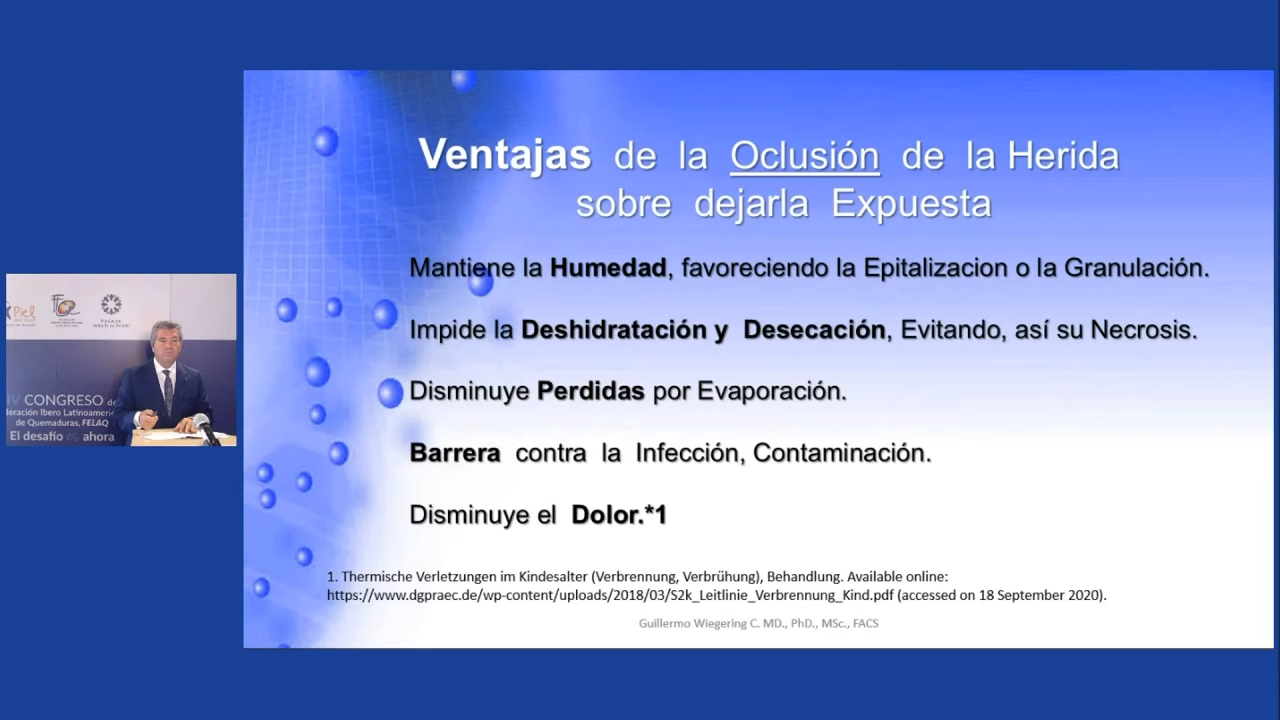 Ventajas de la Oclusión de la Herida
sobre dejarla Expuesta
Mantiene la Humedad, favoreciendo la Epitalizacion o la Granulación.
Impide la Deshidratación y Desecación, Evitando, así su Necrosis.
Disminuye Perdidas por Evaporación.
Barrera contra la Infección, Contaminación.
Disminuye el Dolor.*1
1. Thermische Verletzungen im Kindesalter (Verbrennung, Verbrühung), Behandlung. Available online:
https://www.dgpraec.de/wp-content/uploads/2018/03/S2k_Leitlinie_Verbrennung_Kind.pdf (accessed on 18 September 2020).
Guillermo Wiegering C. MD., PhD., MSc., FACS
Piel
IV CONGRESO de
deración Ibero Latinoameric
de Quemaduras, FELAQ
El desafío es ahora